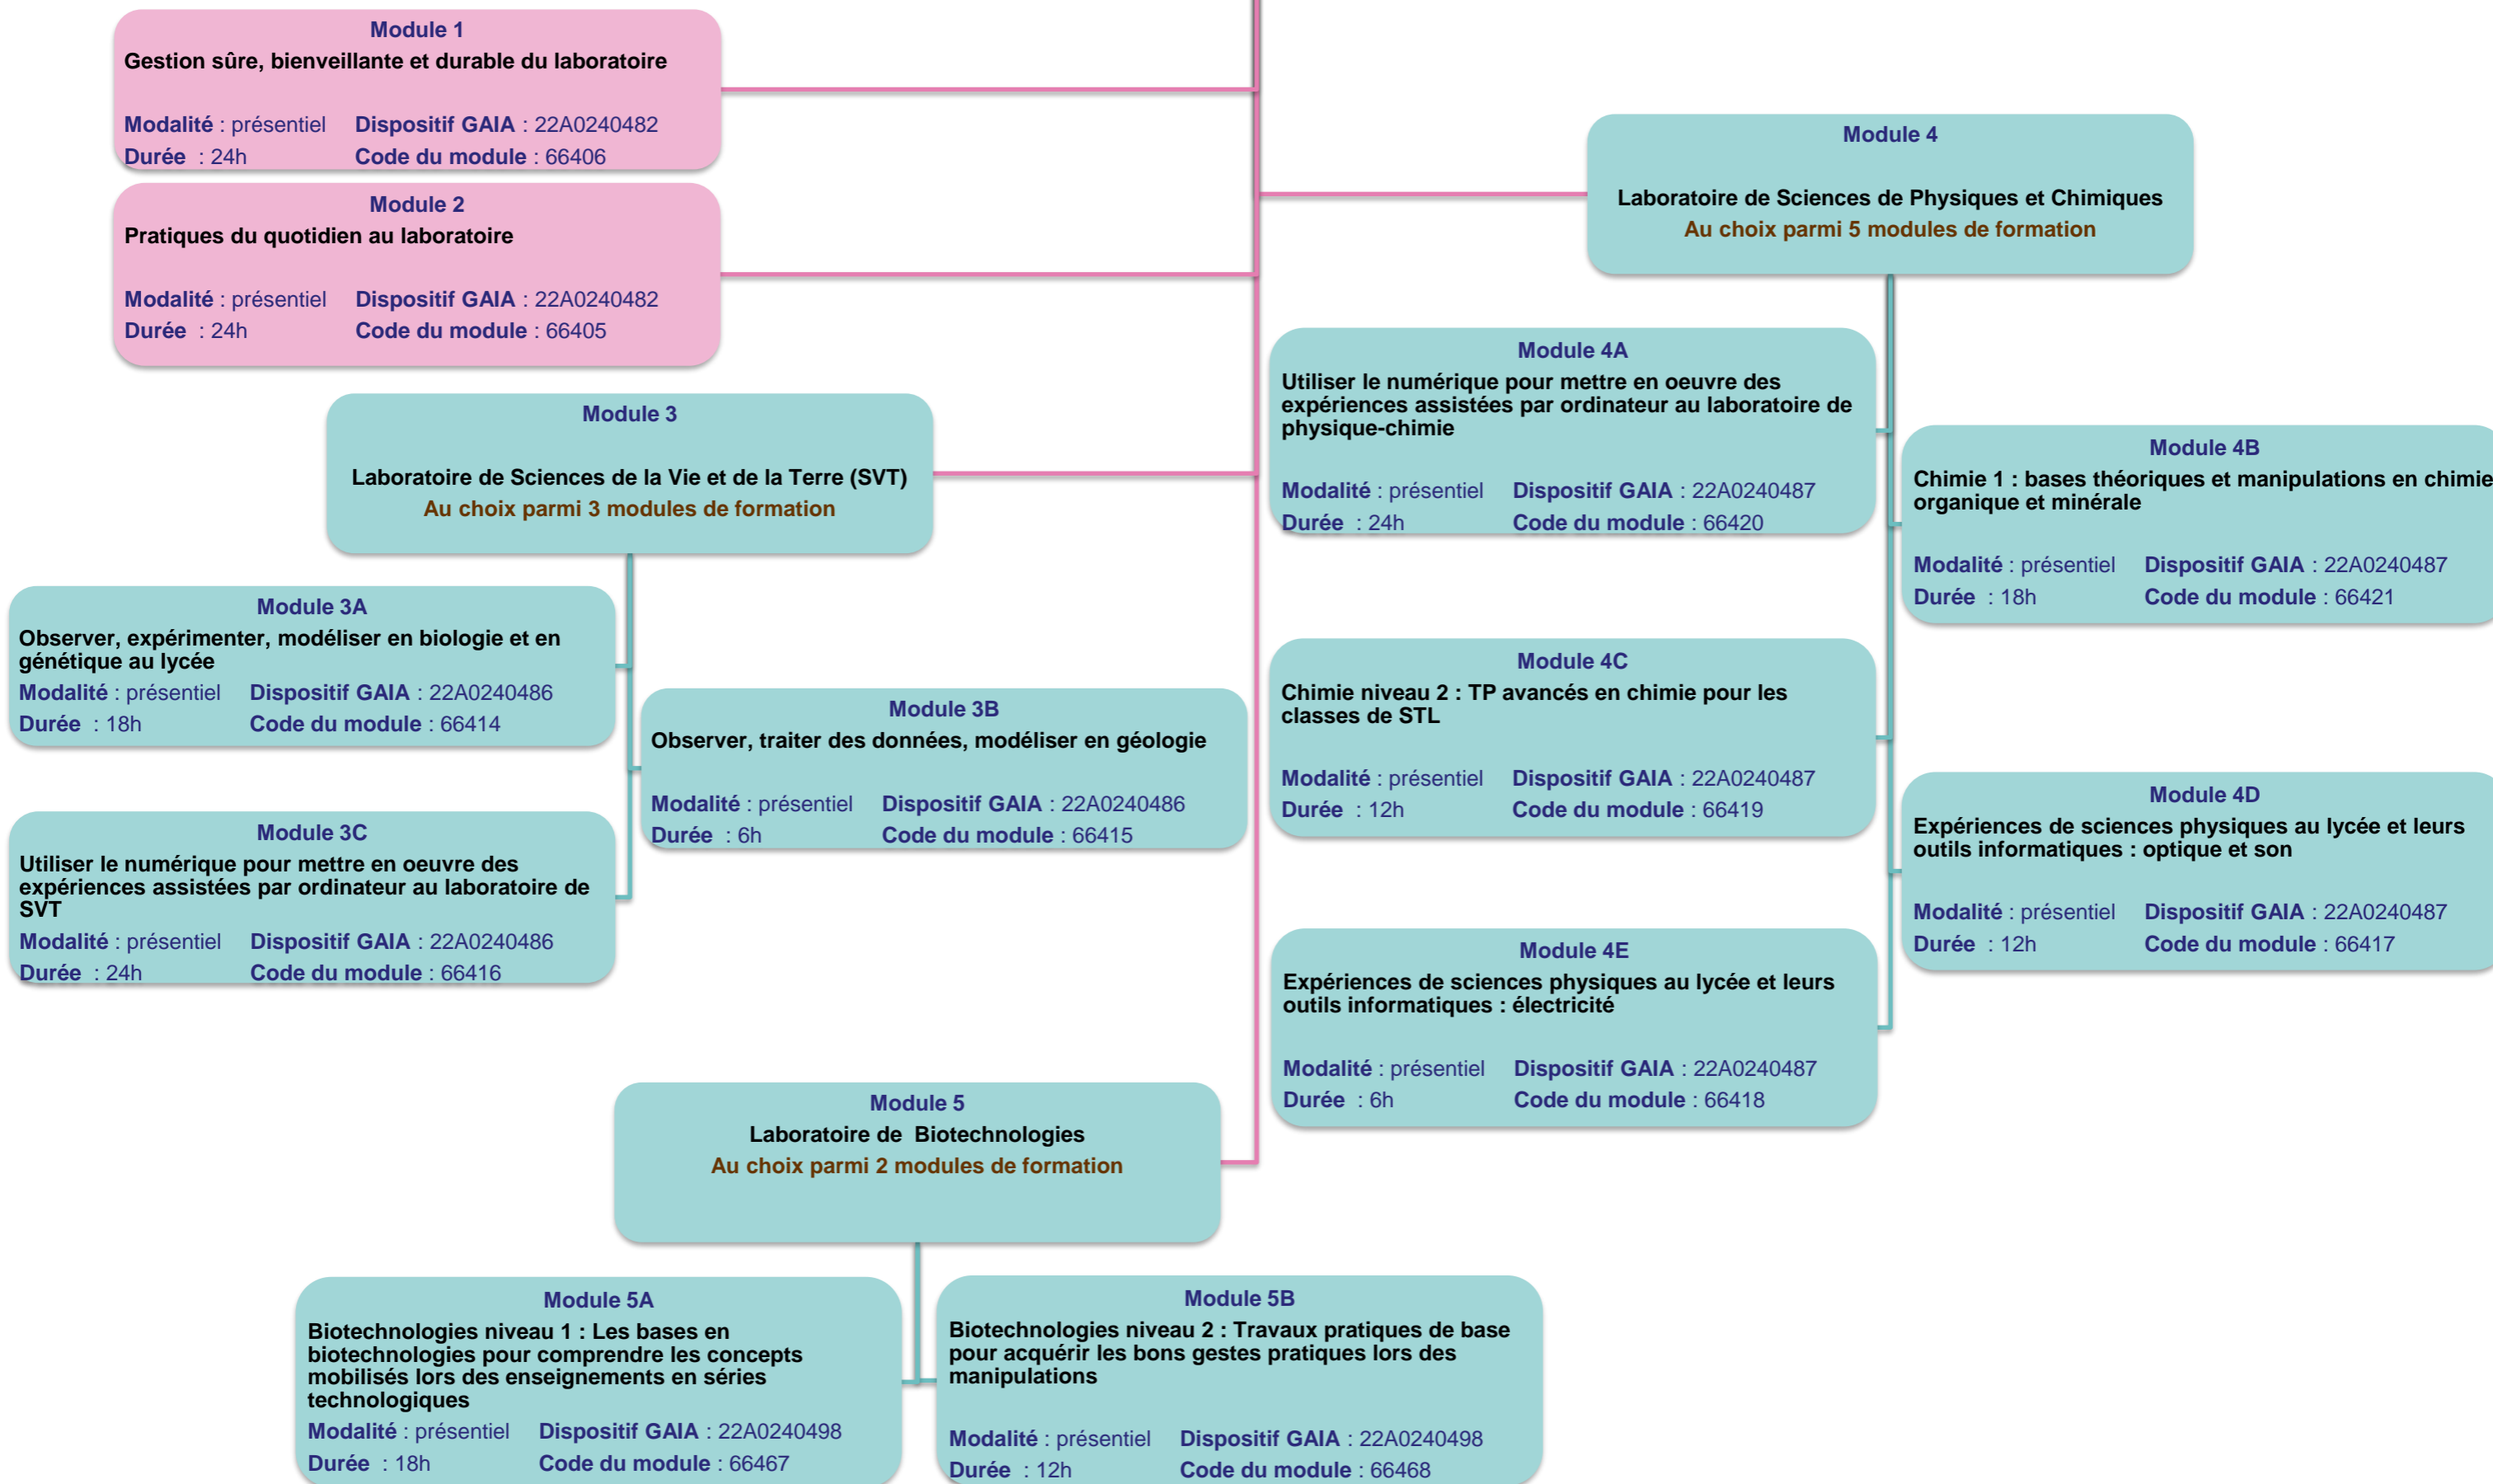 Module 1
Gestion sûre, bienveillante et durable du laboratoire
Modalité : présentiel Dispositif GAIA : 22A0240482
Durée : 24h Code du module : 66406
Module 2
Pratiques du quotidien au laboratoire
Modalité : présentiel Dispositif GAIA : 22A0240482
Durée : 24h Code du module : 66405
Module 3
Laboratoire de Sciences de la Vie et de la Terre (SVT)
Au choix parmi 3 modules de formation
Module 3A
Observer, expérimenter, modéliser en biologie et en
génétique au lycée
Modalité : présentiel Dispositif GAIA : 22A0240486
Durée : 18h Code du module : 66414
Module 3B
Observer, traiter des données, modéliser en géologie
Modalité : présentiel Dispositif GAIA : 22A0240486
Durée : 6h Code du module : 66415
Module 3C
Utiliser le numérique pour mettre en oeuvre des
expériences assistées par ordinateur au laboratoire de
SVT
Modalité : présentiel Dispositif GAIA : 22A0240486
Durée : 24h Code du module : 66416
Module 4
Laboratoire de Sciences de Physiques et Chimiques
Au choix parmi 5 modules de formation
Module 4A
Utiliser le numérique pour mettre en oeuvre des
expériences assistées par ordinateur au laboratoire de
physique-chimie
Modalité : présentiel Dispositif GAIA : 22A0240487
Durée : 24h Code du module : 66420
Module 4B
Chimie 1 : bases théoriques et manipulations en chimie
organique et minérale
Modalité : présentiel Dispositif GAIA : 22A0240487
Durée : 18h Code du module : 66421
Module 4C
Chimie niveau 2 : TP avancés en chimie pour les
classes de STL
Modalité : présentiel Dispositif GAIA : 22A0240487
Durée : 12h Code du module : 66419
Module 4D
Expériences de sciences physiques au lycée et leurs
outils informatiques : optique et son
Modalité : présentiel Dispositif GAIA : 22A0240487
Durée : 12h Code du module : 66417
Module 4E
Expériences de sciences physiques au lycée et leurs
outils informatiques : électricité
Modalité : présentiel Dispositif GAIA : 22A0240487
Durée : 6h Code du module : 66418
Module 5
Laboratoire de Biotechnologies
Au choix parmi 2 modules de formation
Module 5A
Biotechnologies niveau 1 : Les bases en
biotechnologies pour comprendre les concepts
mobilisés lors des enseignements en séries
technologiques
Modalité : présentiel Dispositif GAIA : 22A0240498
Durée : 18h Code du module : 66467
Module 5B
Biotechnologies niveau 2 : Travaux pratiques de base
pour acquérir les bons gestes pratiques lors des
manipulations
Modalité : présentiel Dispositif GAIA : 22A0240498
Durée : 12h Code du module : 66468